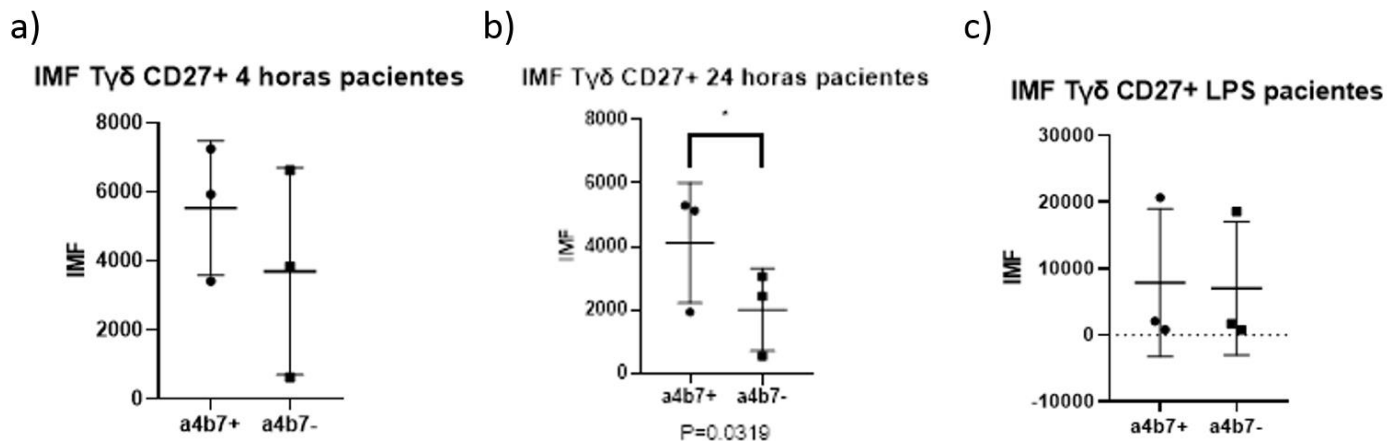 a)
IMF Tγδ CD27+ 4 horas pacientes
8000
6000
4000
2000
0
IMF
a4b7+ a4b7-
b)
IMF Tγδ CD27+ 24 horas pacientes
8000
6000
4000
2000
0
IMF
*
a4b7+ a4b7-
P=0.0319
c)
IMF Tγδ CD27+ LPS pacientes
30000
20000
10000
0
-10000
IMF
a4b7+ a4b7-